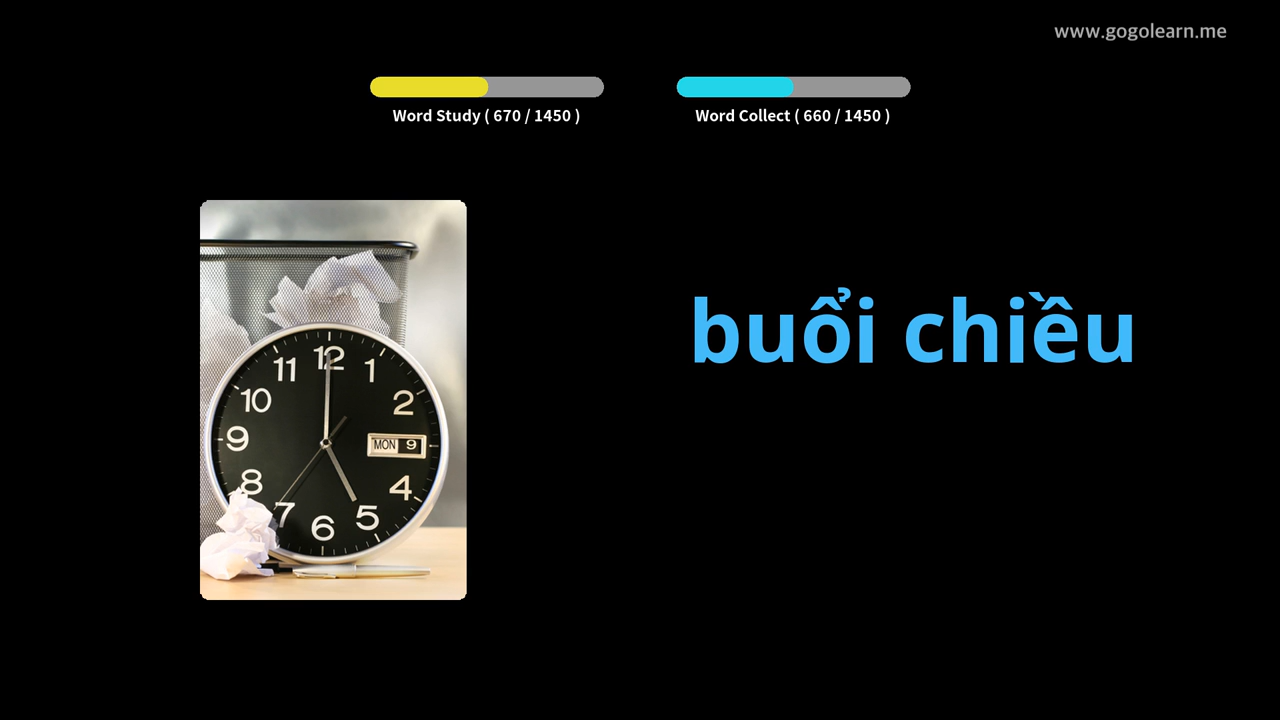 www.gogolearn.me
Word Study ( 670 / 1450 )
Word Collect ( 660 / 1450 )
buổi chiều
12
11
1
10
2
9
MON 9
8
4
7
5
6